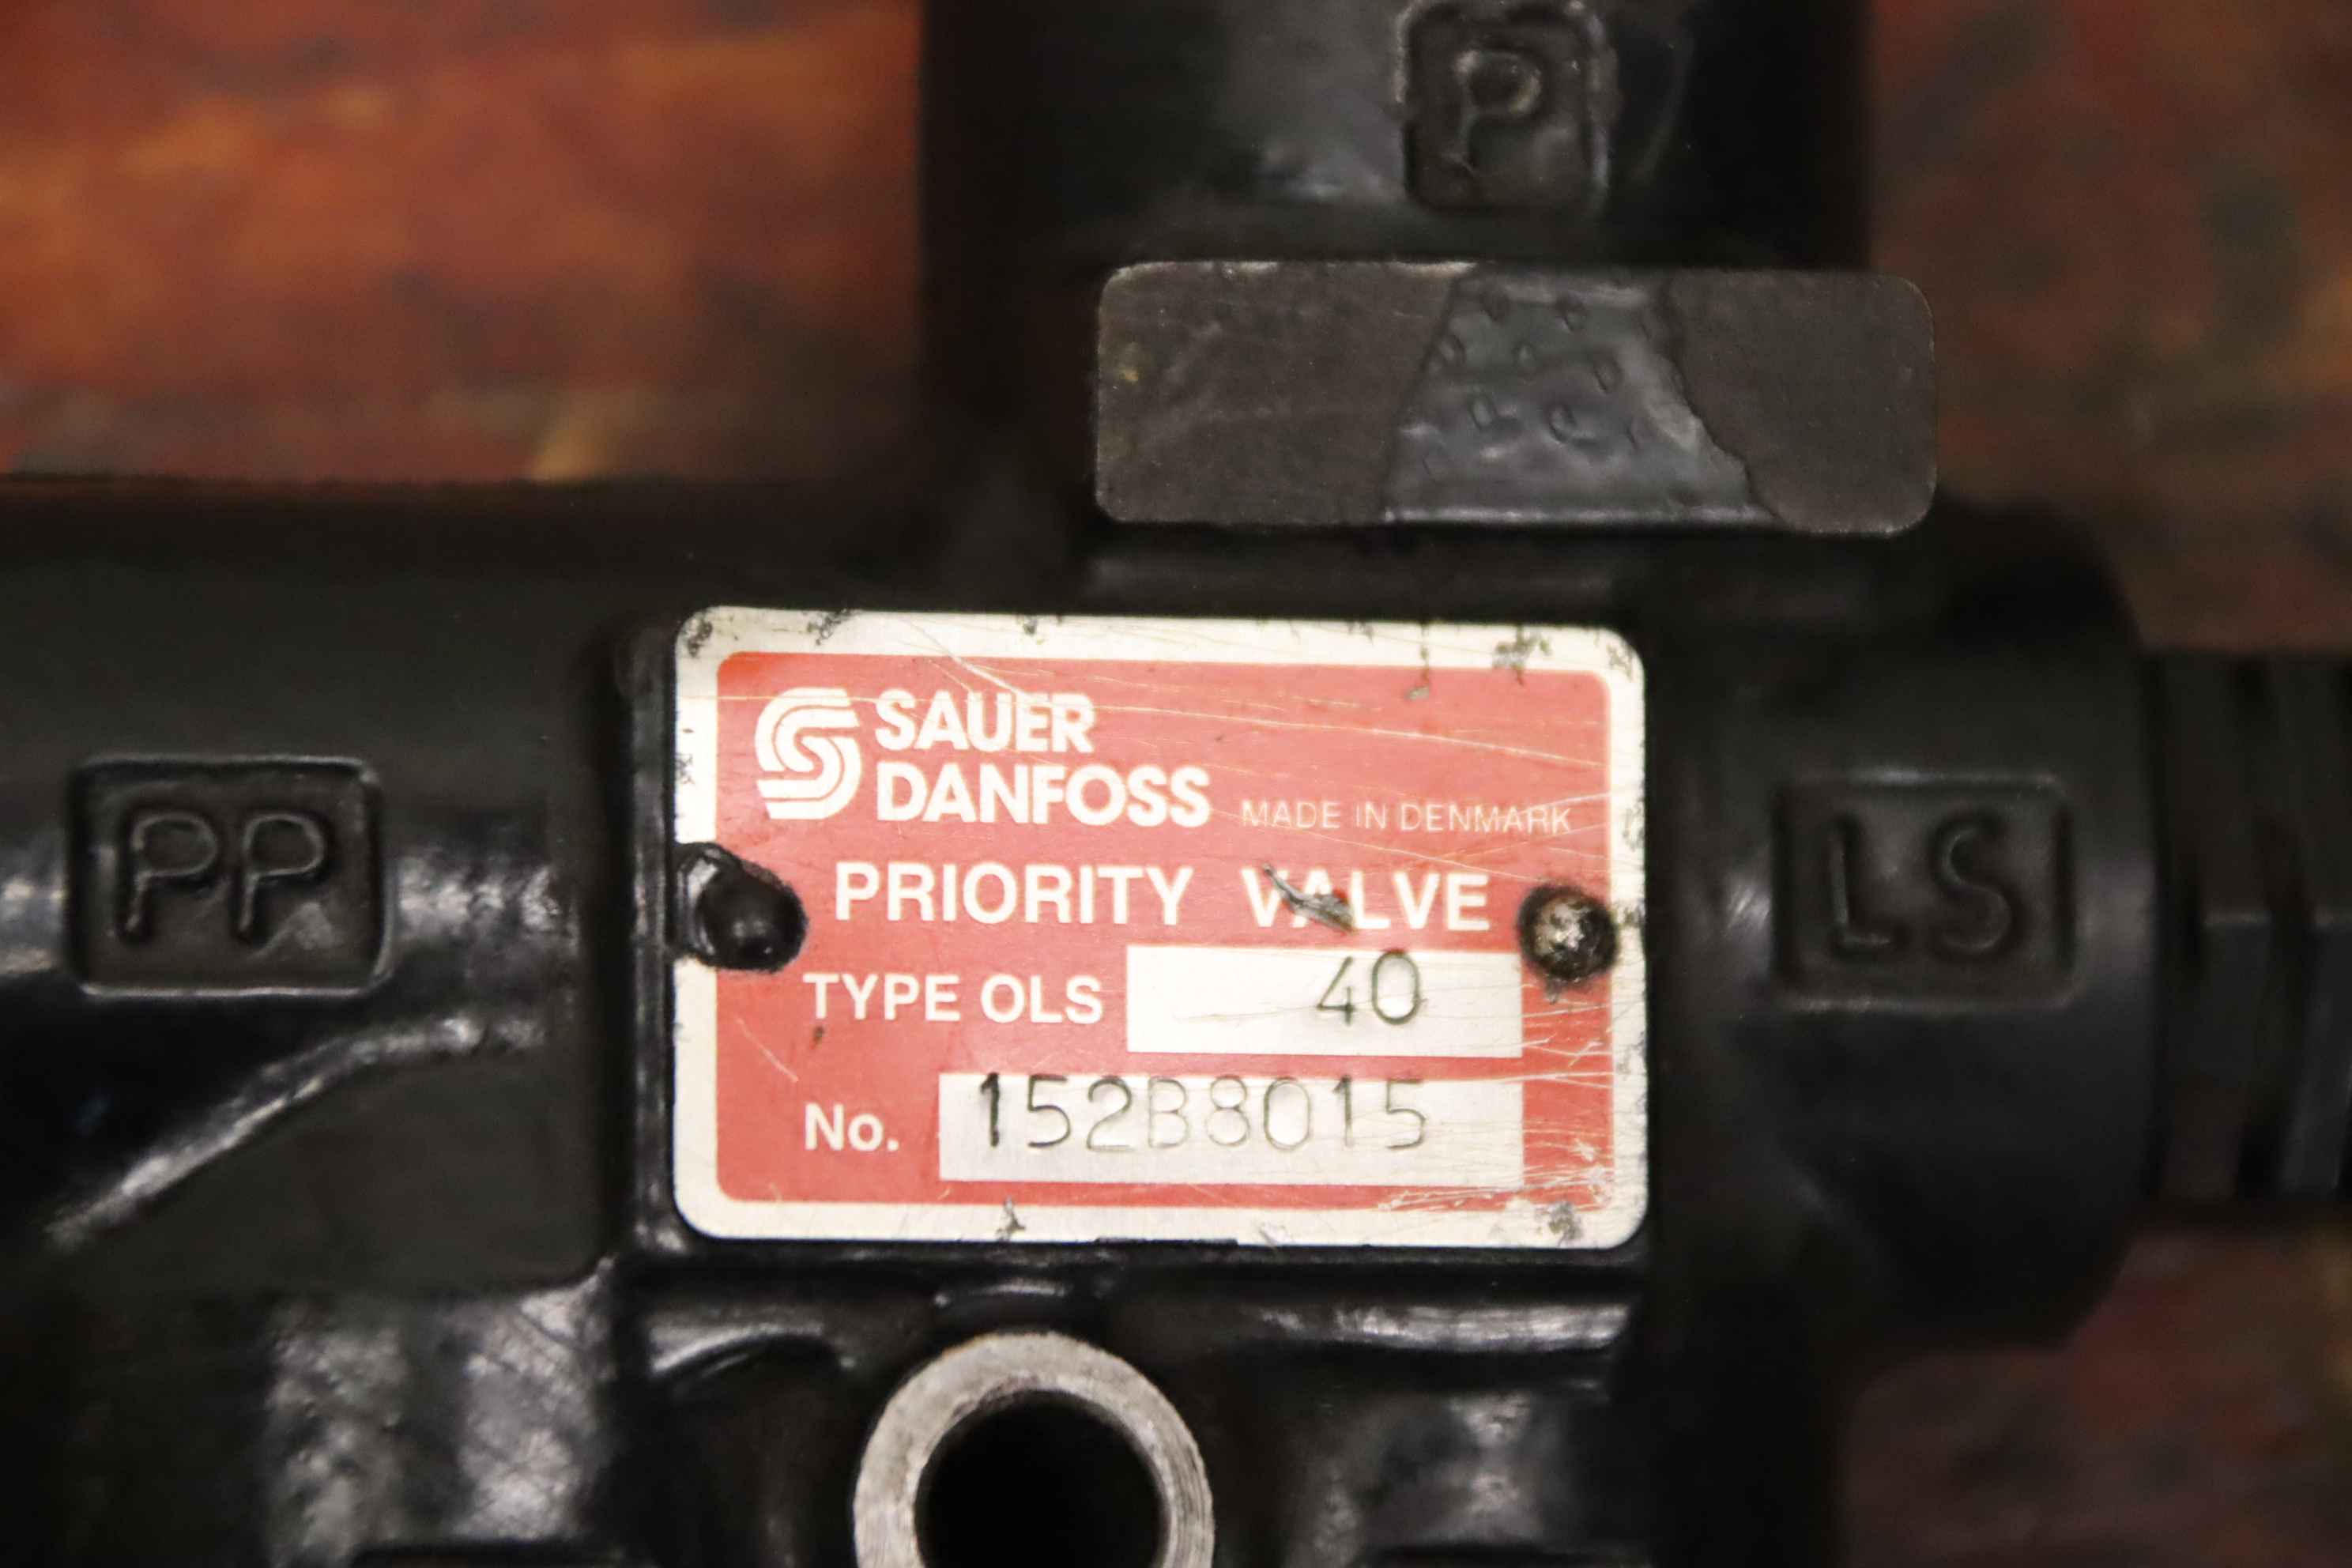 P
PP
SAUER
DANFOSS MADE IN DENMARK
PRIORITY VALVE
TYPE OLS 40
No. 152B8015
LS